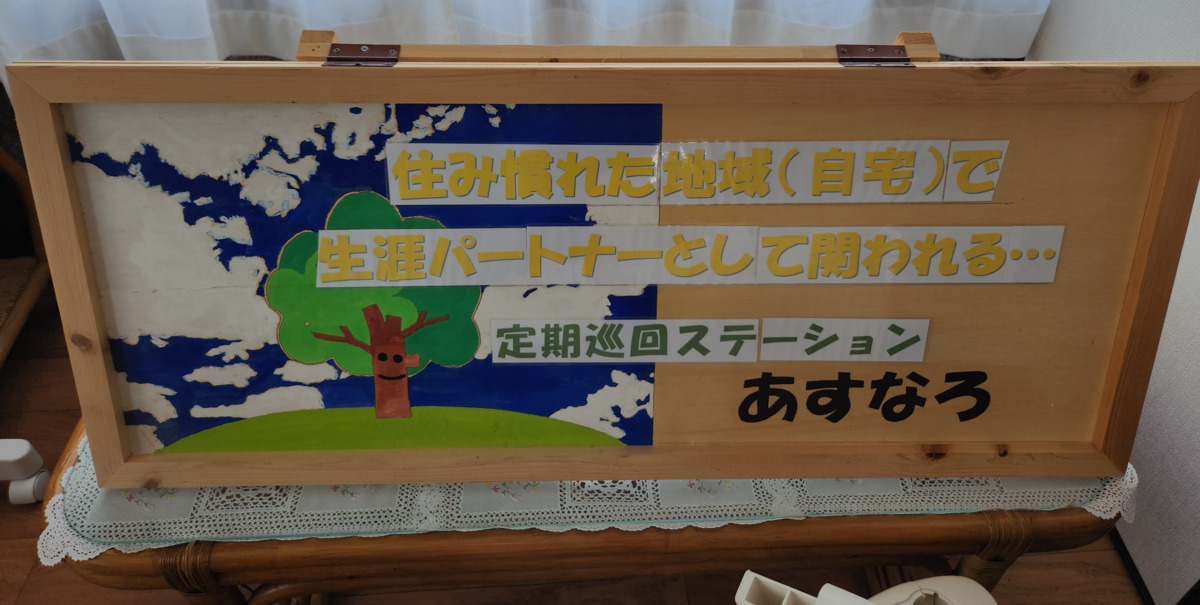 住み慣れた地域(自宅)で
生涯パートナーとして関われる…
定期巡回ステーション
あすなろ